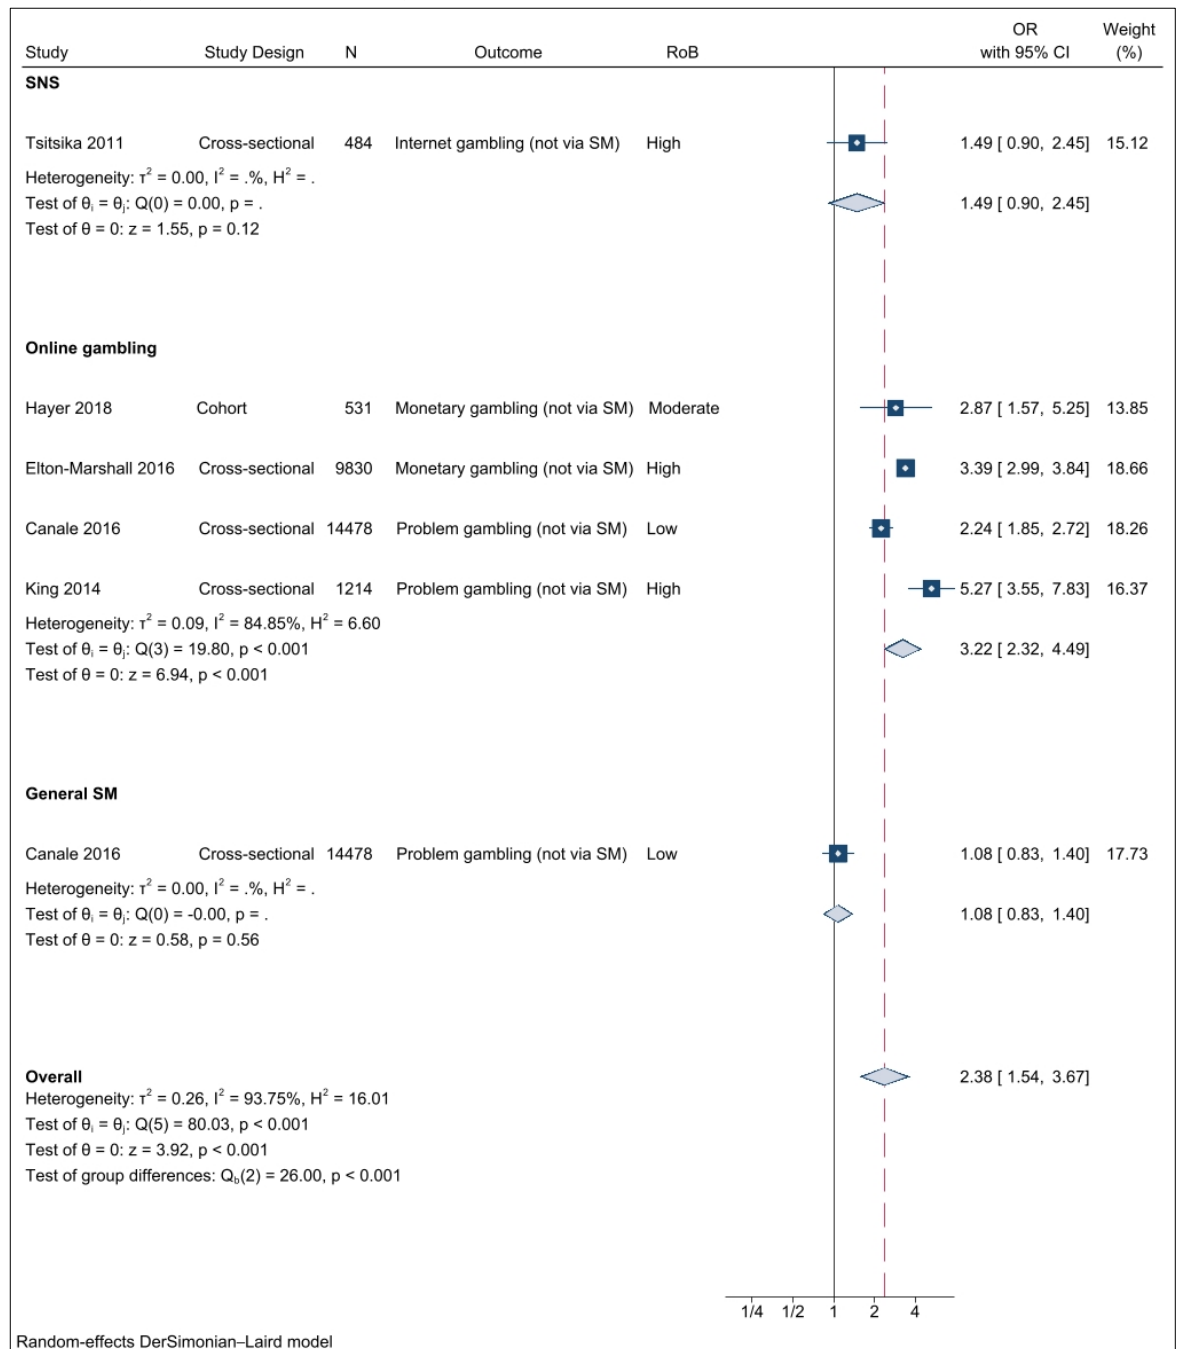 OR Weight
Study Study Design N Outcome RoB with 95% CI (%)
SNS
Tsitsika 2011 Cross-sectional 484 Internet gambling (not via SM) High 1.49 [ 0.90, 2.45] 15.12
Heterogeneity: τ² = 0.00, I² = .%, H² = .
Test of θᵢ = θⱼ: Q(0) = 0.00, p = . 1.49 [ 0.90, 2.45]
Test of θ = 0: z = 1.55, p = 0.12
Online gambling
Hayer 2018 Cohort 531 Monetary gambling (not via SM) Moderate 2.87 [ 1.57, 5.25] 13.85
Elton-Marshall 2016 Cross-sectional 9830 Monetary gambling (not via SM) High 3.39 [ 2.99, 3.84] 18.66
Canale 2016 Cross-sectional 14478 Problem gambling (not via SM) Low 2.24 [ 1.85, 2.72] 18.26
King 2014 Cross-sectional 1214 Problem gambling (not via SM) High 5.27 [ 3.55, 7.83] 16.37
Heterogeneity: τ² = 0.09, I² = 84.85%, H² = 6.60
Test of θᵢ = θⱼ: Q(3) = 19.80, p < 0.001 3.22 [ 2.32, 4.49]
Test of θ = 0: z = 6.94, p < 0.001
General SM
Canale 2016 Cross-sectional 14478 Problem gambling (not via SM) Low 1.08 [ 0.83, 1.40] 17.73
Heterogeneity: τ² = 0.00, I² = .%, H² = .
Test of θᵢ = θⱼ: Q(0) = -0.00, p = . 1.08 [ 0.83, 1.40]
Test of θ = 0: z = 0.58, p = 0.56
Overall 2.38 [ 1.54, 3.67]
Heterogeneity: τ² = 0.26, I² = 93.75%, H² = 16.01
Test of θᵢ = θⱼ: Q(5) = 80.03, p < 0.001
Test of θ = 0: z = 3.92, p < 0.001
Test of group differences: Q_b(2) = 26.00, p < 0.001
1/4 1/2 1 2 4
Random-effects DerSimonian–Laird model